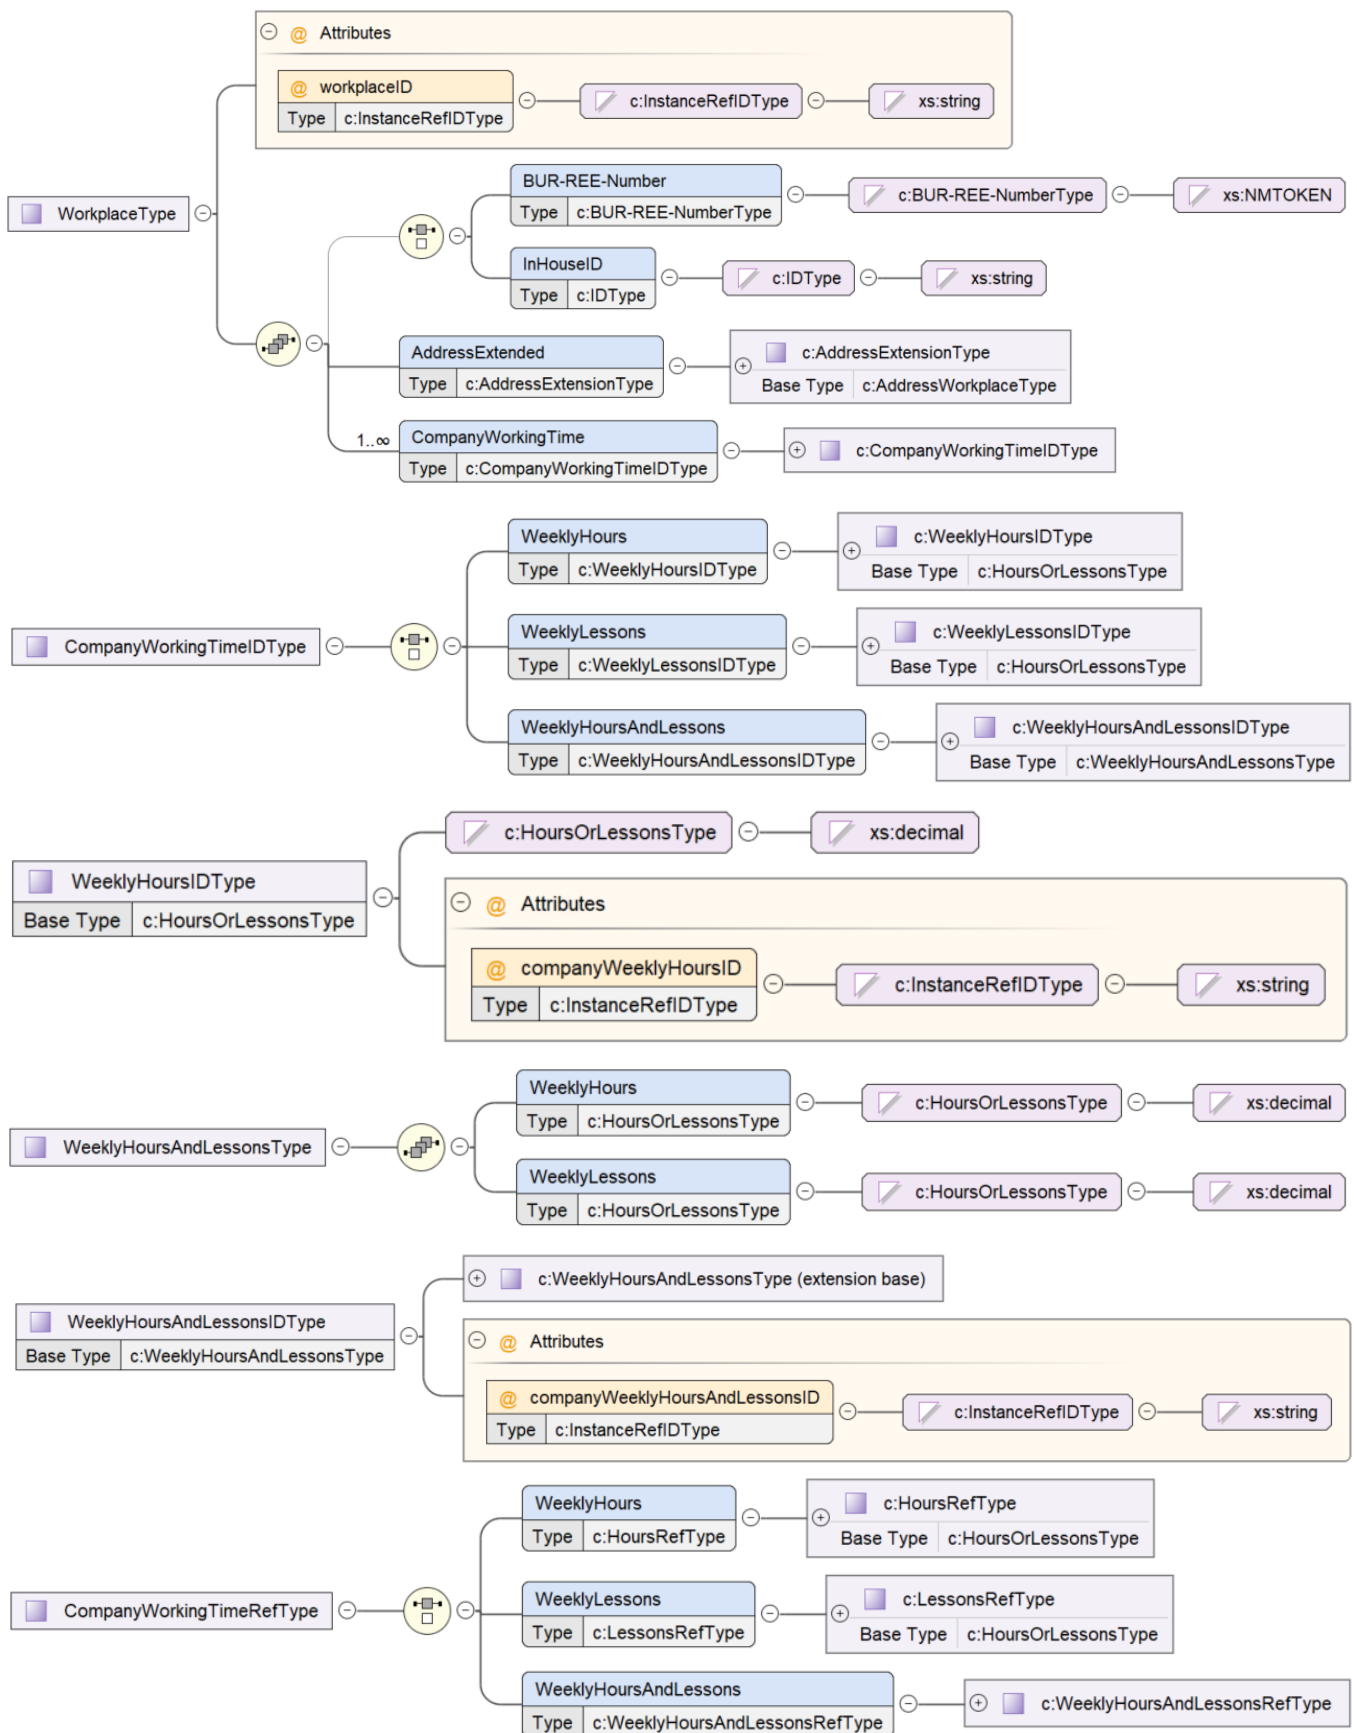 @ Attributes
@ workplaceID
Type c:InstanceRefIDType
c:InstanceRefIDType
xs:string
WorkplaceType
BUR-REE-Number
Type c:BUR-REE-NumberType
c:BUR-REE-NumberType
xs:NMTOKEN
InHouseID
Type c:IDType
c:IDType
xs:string
AddressExtended
Type c:AddressExtensionType
c:AddressExtensionType
Base Type c:AddressWorkplaceType
1..∞
CompanyWorkingTime
Type c:CompanyWorkingTimeIDType
c:CompanyWorkingTimeIDType
CompanyWorkingTimeIDType
WeeklyHours
Type c:WeeklyHoursIDType
c:WeeklyHoursIDType
Base Type c:HoursOrLessonsType
WeeklyLessons
Type c:WeeklyLessonsIDType
c:WeeklyLessonsIDType
Base Type c:HoursOrLessonsType
WeeklyHoursAndLessons
Type c:WeeklyHoursAndLessonsIDType
c:WeeklyHoursAndLessonsIDType
Base Type c:WeeklyHoursAndLessonsType
WeeklyHoursIDType
Base Type c:HoursOrLessonsType
c:HoursOrLessonsType
xs:decimal
@ Attributes
@ companyWeeklyHoursID
Type c:InstanceRefIDType
c:InstanceRefIDType
xs:string
WeeklyHoursAndLessonsType
WeeklyHours
Type c:HoursOrLessonsType
c:HoursOrLessonsType
xs:decimal
WeeklyLessons
Type c:HoursOrLessonsType
c:HoursOrLessonsType
xs:decimal
WeeklyHoursAndLessonsIDType
Base Type c:WeeklyHoursAndLessonsType
c:WeeklyHoursAndLessonsType (extension base)
@ Attributes
@ companyWeeklyHoursAndLessonsID
Type c:InstanceRefIDType
c:InstanceRefIDType
xs:string
CompanyWorkingTimeRefType
WeeklyHours
Type c:HoursRefType
c:HoursRefType
Base Type c:HoursOrLessonsType
WeeklyLessons
Type c:LessonsRefType
c:LessonsRefType
Base Type c:HoursOrLessonsType
WeeklyHoursAndLessons
Type c:WeeklyHoursAndLessonsRefType
c:WeeklyHoursAndLessonsRefType